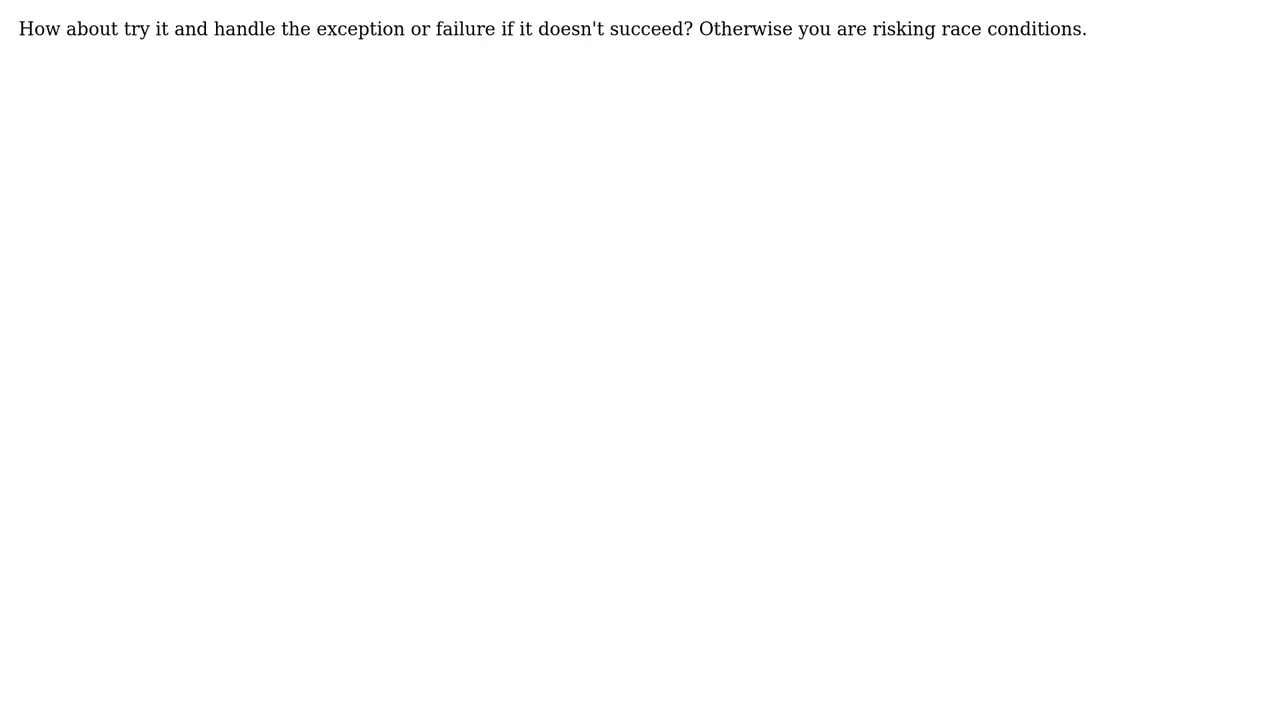 How about try it and handle the exception or failure if it doesn't succeed? Otherwise you are risking race conditions.